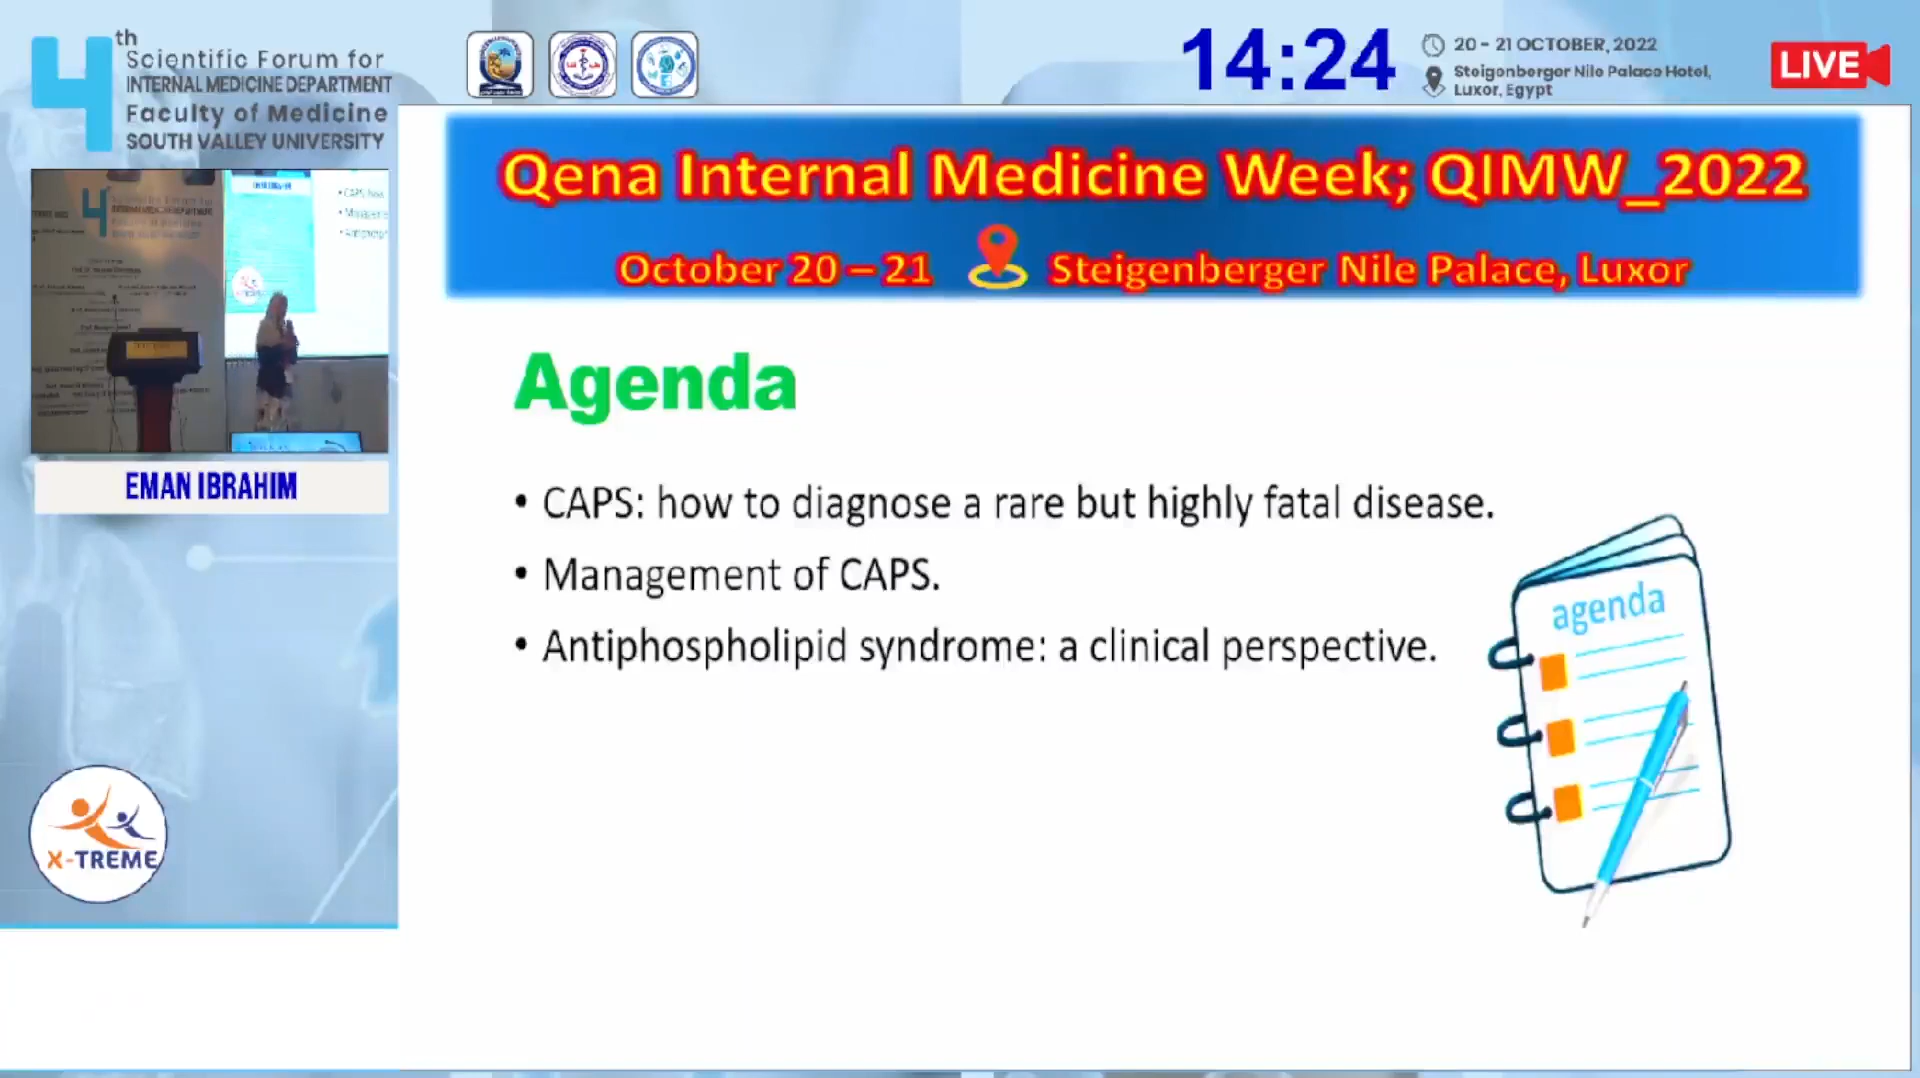 4th
Scientific Forum for
INTERNAL MEDICINE DEPARTMENT
Faculty of Medicine
SOUTH VALLEY UNIVERSITY
14:24
20 - 21 OCTOBER, 2022
Steigenberger Nile Palace Hotel,
Luxor, Egypt
LIVE
EMAN IBRAHIM
X-TREME
Qena Internal Medicine Week; QIMW_2022
October 20 – 21 Steigenberger Nile Palace, Luxor
Agenda
• CAPS: how to diagnose a rare but highly fatal disease.
• Management of CAPS.
• Antiphospholipid syndrome: a clinical perspective.
agenda